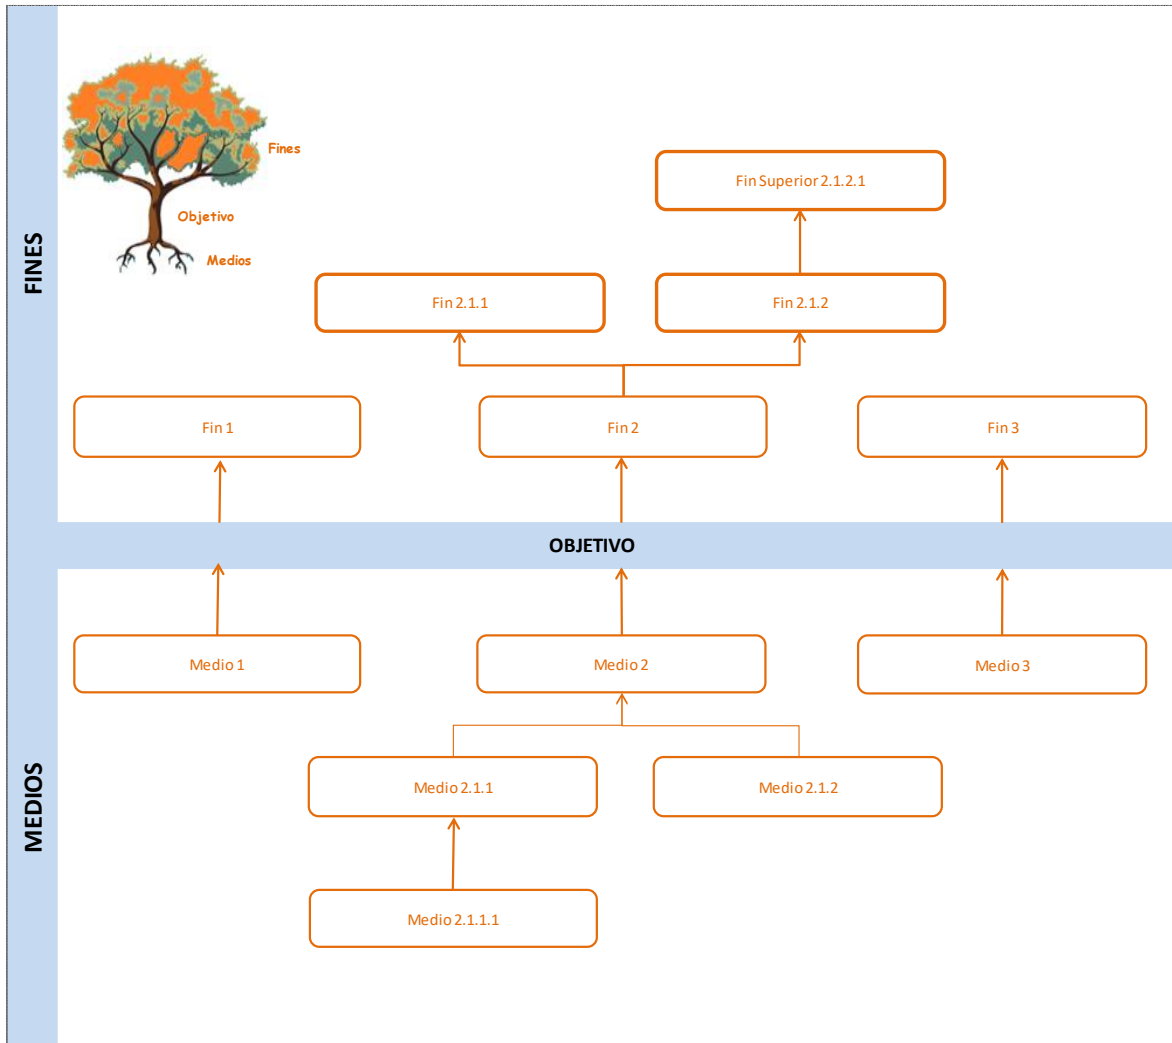 FINES
Fines
Objetivo
Medios
Fin Superior 2.1.2.1
Fin 2.1.1
Fin 2.1.2
Fin 1
Fin 2
Fin 3
OBJETIVO
MEDIOS
Medio 1
Medio 2
Medio 3
Medio 2.1.1
Medio 2.1.2
Medio 2.1.1.1